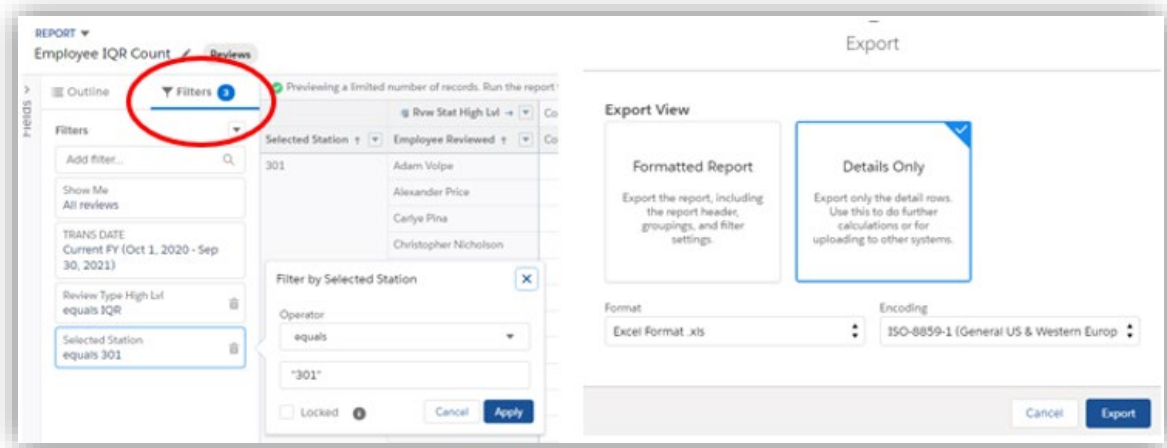 REPORT
Employee IQR Count
Reviews
Fields
Outline
Filters 3
Previewing a limited number of records. Run the report
Filters
Add filter...
Show Me
All reviews
TRANS DATE
Current FY (Oct 1, 2020 - Sep
30, 2021)
Review Type High Lvl
equals IQR
Selected Station
equals 301
Rvw Stat High Lvl → Co
Selected Station ↑ Employee Reviewed ↑ Co
301 Adam Volpe
Alexander Price
Carlye Pina
Christopher Nicholson
Filter by Selected Station
Operator
equals
"301"
Locked
Cancel Apply
Export
Export View
Formatted Report
Export the report, including
the report header,
groupings, and filter
settings.
Details Only
Export only the detail rows.
Use this to do further
calculations or for
uploading to other systems.
Format
Excel Format .xls
Encoding
ISO-8859-1 (General US & Western Europ
Cancel Export